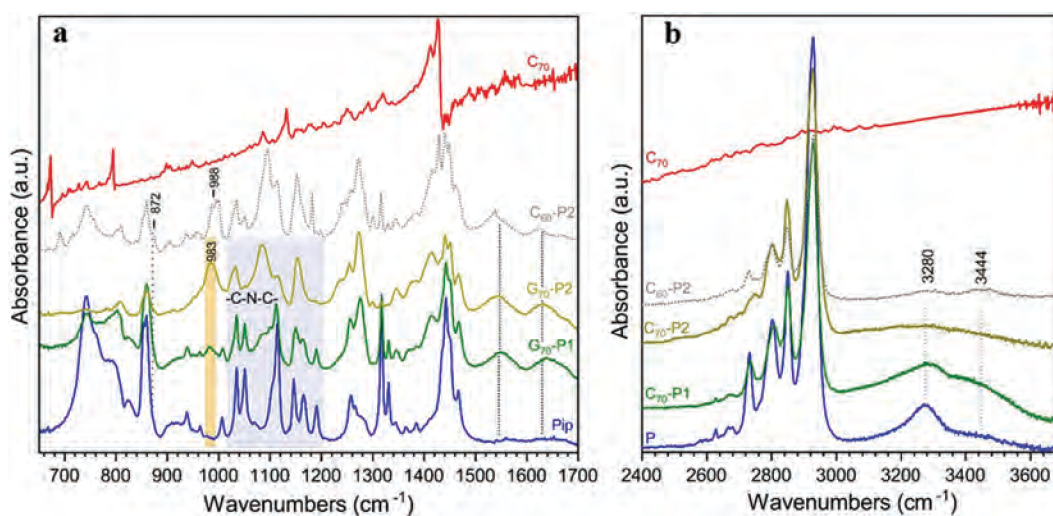 a
C70
872
988
C60-P2
983
-C-N-C-
G70-P2
G70-P1
Pip
Absorbance (a.u.)
700 800 900 1000 1100 1200 1300 1400 1500 1600 1700
Wavenumbers (cm-1)
b
C70
3280
3444
C60-P2
C70-P2
C70-P1
P
Absorbance (a.u.)
2400 2600 2800 3000 3200 3400 3600
Wavenumbers (cm-1)